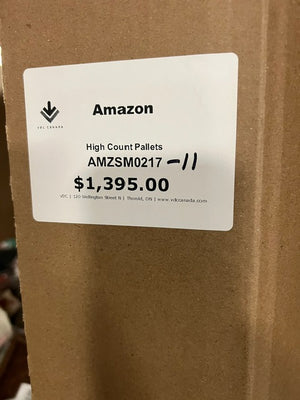 VDC CANADA
Amazon
High Count Pallets
AMZSM0217 -11
$1,395.00
VDC | 120 Wellington Street N | Thorold, ON | www.vdccanada.com